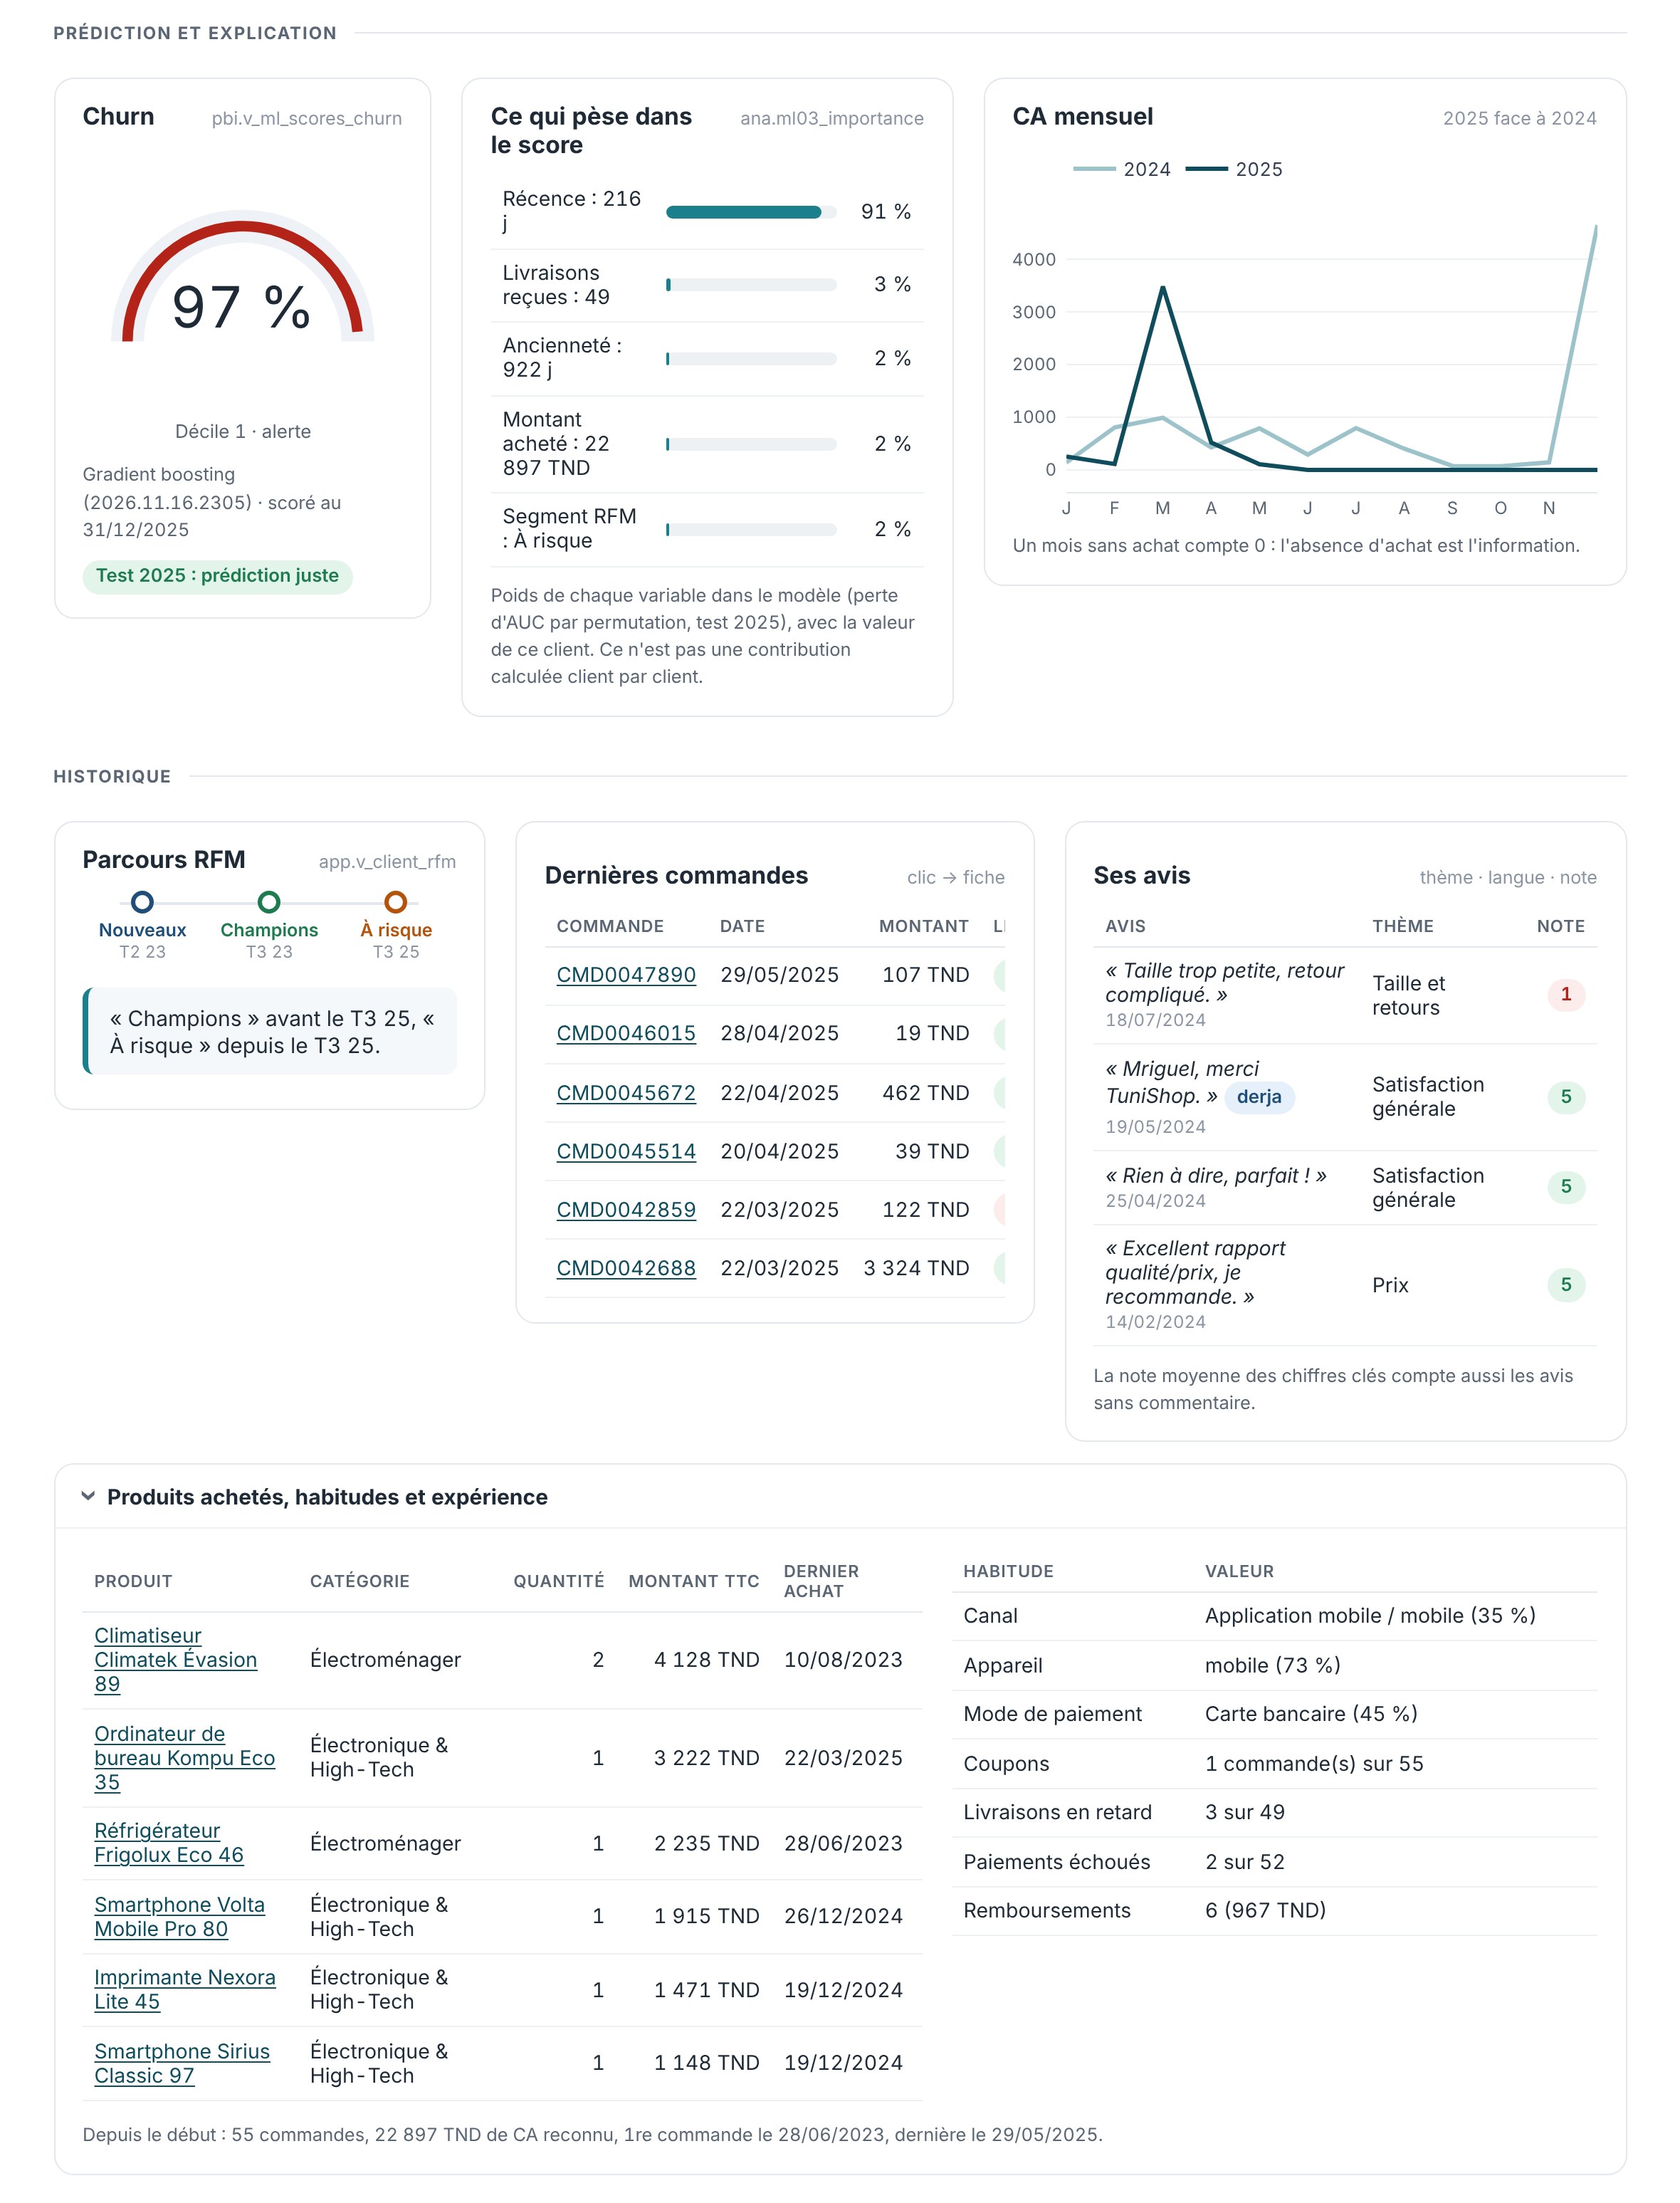 PRÉDICTION ET EXPLICATION
Churn
pbi.v_ml_scores_churn
97 %
Décile 1 · alerte
Gradient boosting
(2026.11.16.2305) · scoré au
31/12/2025
Test 2025 : prédiction juste
Ce qui pèse dans
le score
ana.ml03_importance
Récence : 216
j
91 %
Livraisons
reçues : 49
3 %
Ancienneté :
922 j
2 %
Montant
acheté : 22
897 TND
2 %
Segment RFM
: À risque
2 %
Poids de chaque variable dans le modèle (perte
d'AUC par permutation, test 2025), avec la valeur
de ce client. Ce n'est pas une contribution
calculée client par client.
CA mensuel
2025 face à 2024
2024 2025
4000
3000
2000
1000
0
J F M A M J J A S O N
Un mois sans achat compte 0 : l'absence d'achat est l'information.
HISTORIQUE
Parcours RFM
app.v_client_rfm
Nouveaux Champions À risque
T2 23 T3 23 T3 25
« Champions » avant le T3 25, «
À risque » depuis le T3 25.
Dernières commandes
clic → fiche
COMMANDE DATE MONTANT
CMD0047890 29/05/2025 107 TND
CMD0046015 28/04/2025 19 TND
CMD0045672 22/04/2025 462 TND
CMD0045514 20/04/2025 39 TND
CMD0042859 22/03/2025 122 TND
CMD0042688 22/03/2025 3 324 TND
Ses avis
thème · langue · note
AVIS THÈME NOTE
« Taille trop petite, retour
compliqué. »
18/07/2024
Taille et
retours
1
« Mriguel, merci
TuniShop. » derja
19/05/2024
Satisfaction
générale
5
« Rien à dire, parfait ! »
25/04/2024
Satisfaction
générale
5
« Excellent rapport
qualité/prix, je
recommande. »
14/02/2024
Prix
5
La note moyenne des chiffres clés compte aussi les avis
sans commentaire.
Produits achetés, habitudes et expérience
PRODUIT CATÉGORIE QUANTITÉ MONTANT TTC DERNIER
ACHAT
Climatiseur
Climatek Évasion
89
Électroménager
2
4 128 TND
10/08/2023
Ordinateur de
bureau Kompu Eco
35
Électronique &
High-Tech
1
3 222 TND
22/03/2025
Réfrigérateur
Frigolux Eco 46
Électroménager
1
2 235 TND
28/06/2023
Smartphone Volta
Mobile Pro 80
Électronique &
High-Tech
1
1 915 TND
26/12/2024
Imprimante Nexora
Lite 45
Électronique &
High-Tech
1
1 471 TND
19/12/2024
Smartphone Sirius
Classic 97
Électronique &
High-Tech
1
1 148 TND
19/12/2024
HABITUDE VALEUR
Canal Application mobile / mobile (35 %)
Appareil mobile (73 %)
Mode de paiement Carte bancaire (45 %)
Coupons 1 commande(s) sur 55
Livraisons en retard 3 sur 49
Paiements échoués 2 sur 52
Remboursements 6 (967 TND)
Depuis le début : 55 commandes, 22 897 TND de CA reconnu, 1re commande le 28/06/2023, dernière le 29/05/2025.